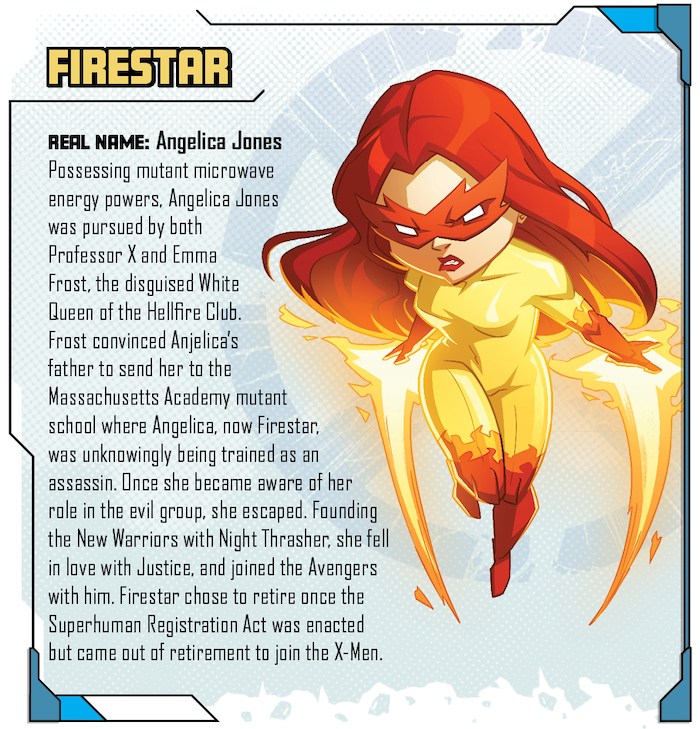 FIRESTAR
REAL NAME: Angelica Jones
Possessing mutant microwave
energy powers, Angelica Jones
was pursued by both
Professor X and Emma
Frost, the disguised White
Queen of the Hellfire Club.
Frost convinced Anjelica's
father to send her to the
Massachusetts Academy mutant
school where Angelica, now Firestar,
was unknowingly being trained as an
assassin. Once she became aware of her
role in the evil group, she escaped. Founding
the New Warriors with Night Thrasher, she fell
in love with Justice, and joined the Avengers
with him. Firestar chose to retire once the
Superhuman Registration Act was enacted
but came out of retirement to join the X-Men.